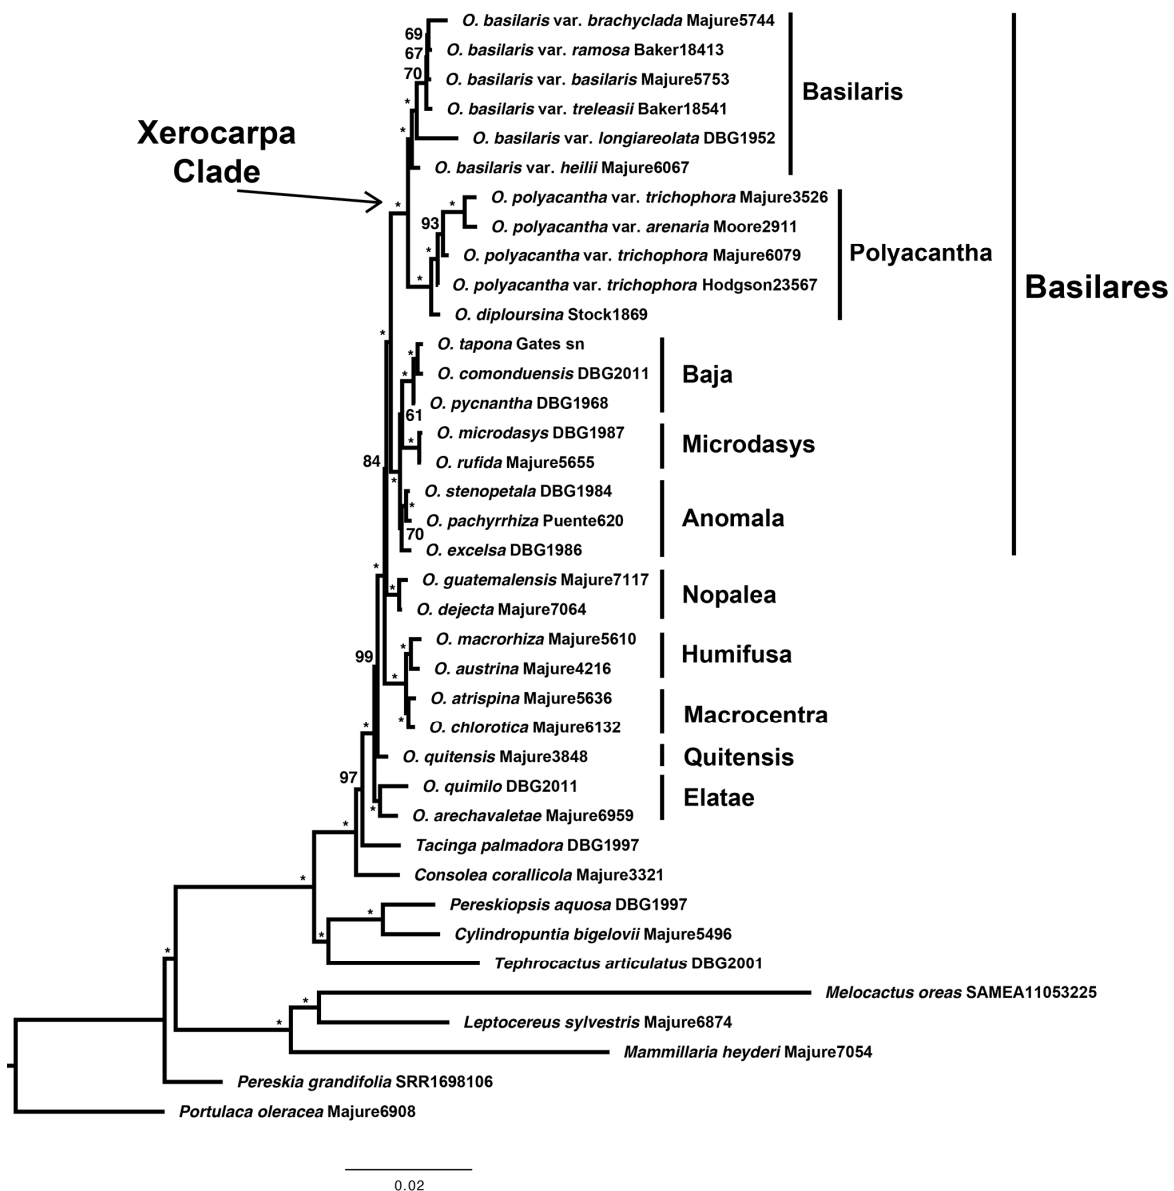 O. basilaris var. brachyclada Majure5744
69
O. basilaris var. ramosa Baker18413
67
70
O. basilaris var. basilaris Majure5753
Basilaris
*
O. basilaris var. treleasii Baker18541
*
Xerocarpa
Clade
O. basilaris var. longiareolata DBG1952
O. basilaris var. heilii Majure6067
O. polyacantha var. trichophora Majure3526
*
*
93
O. polyacantha var. arenaria Moore2911
*
O. polyacantha var. trichophora Majure6079
Polyacantha
*
O. polyacantha var. trichophora Hodgson23567
Basilares
O. diploursina Stock1869
*
O. tapona Gates sn
*
*
O. comonduensis DBG2011
Baja
O. pycnantha DBG1968
61
O. microdasys DBG1987
*
Microdasys
84
O. rufida Majure5655
*
O. stenopetala DBG1984
*
O. pachyrrhiza Puente620
Anomala
70
O. excelsa DBG1986
*
O. guatemalensis Majure7117
*
Nopalea
O. dejecta Majure7064
O. macrorhiza Majure5610
*
99
Humifusa
O. austrina Majure4216
*
O. atrispina Majure5636
*
Macrocentra
*
O. chlorotica Majure6132
O. quitensis Majure3848
Quitensis
97
O. quimilo DBG2011
Elatae
*
O. arechavaletae Majure6959
*
Tacinga palmadora DBG1997
Consolea corallicola Majure3321
*
Pereskiopsis aquosa DBG1997
*
*
Cylindropuntia bigelovii Majure5496
*
Tephrocactus articulatus DBG2001
Melocactus oreas SAMEA11053225
*
*
Leptocereus sylvestris Majure6874
Mammillaria heyderi Majure7054
Pereskia grandifolia SRR1698106
Portulaca oleracea Majure6908
0.02